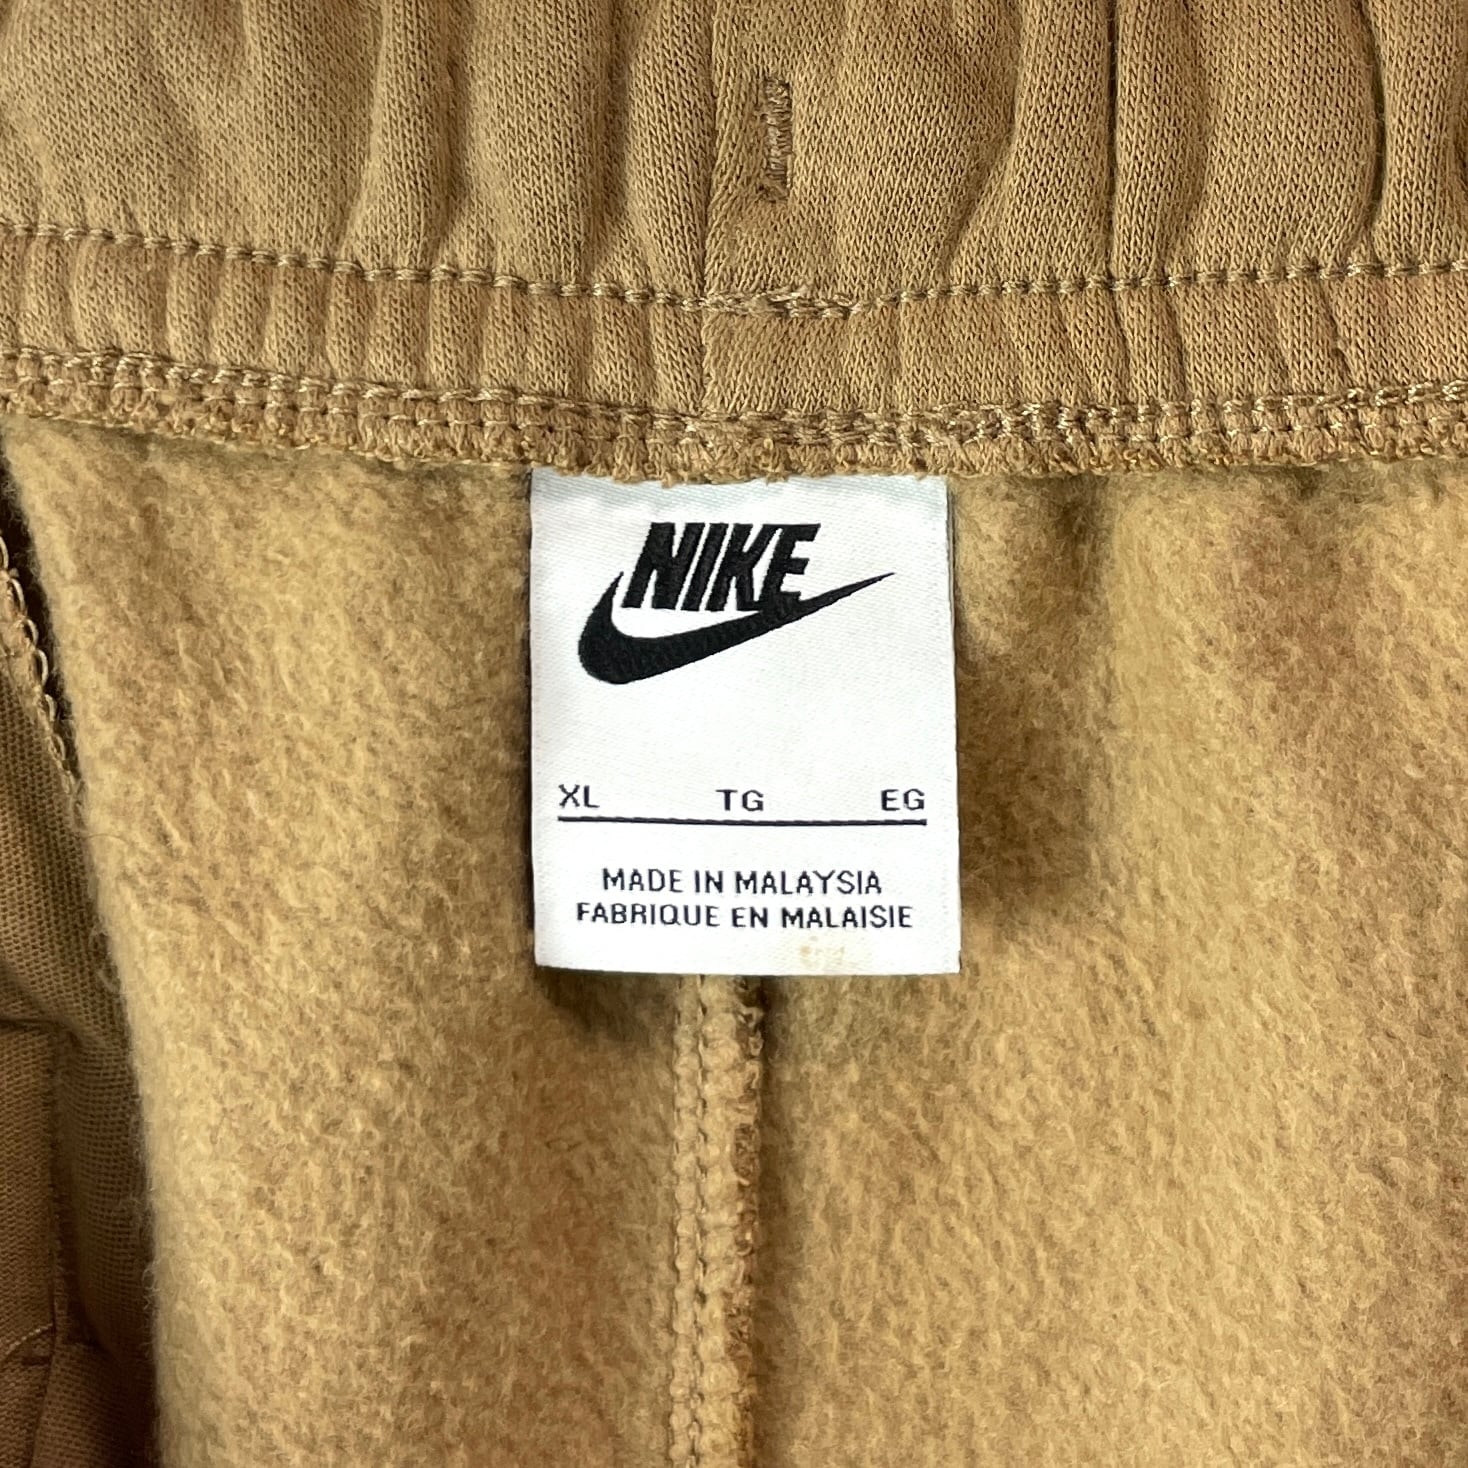 NIKE
XL TG EG
MADE IN MALAYSIA
FABRIQUE EN MALAISIE